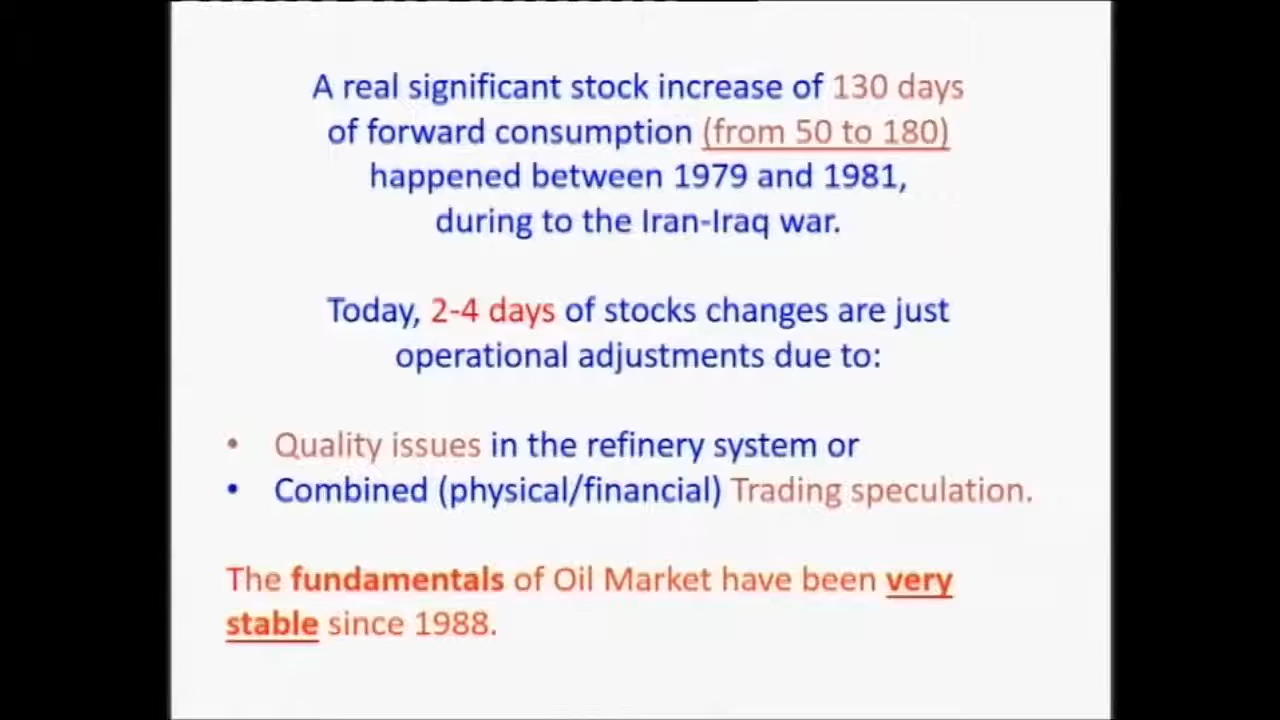 A real significant stock increase of 130 days
of forward consumption (from 50 to 180)
happened between 1979 and 1981,
during to the Iran-Iraq war.
Today, 2-4 days of stocks changes are just
operational adjustments due to:
• Quality issues in the refinery system or
• Combined (physical/financial) Trading speculation.
The fundamentals of Oil Market have been very
stable since 1988.